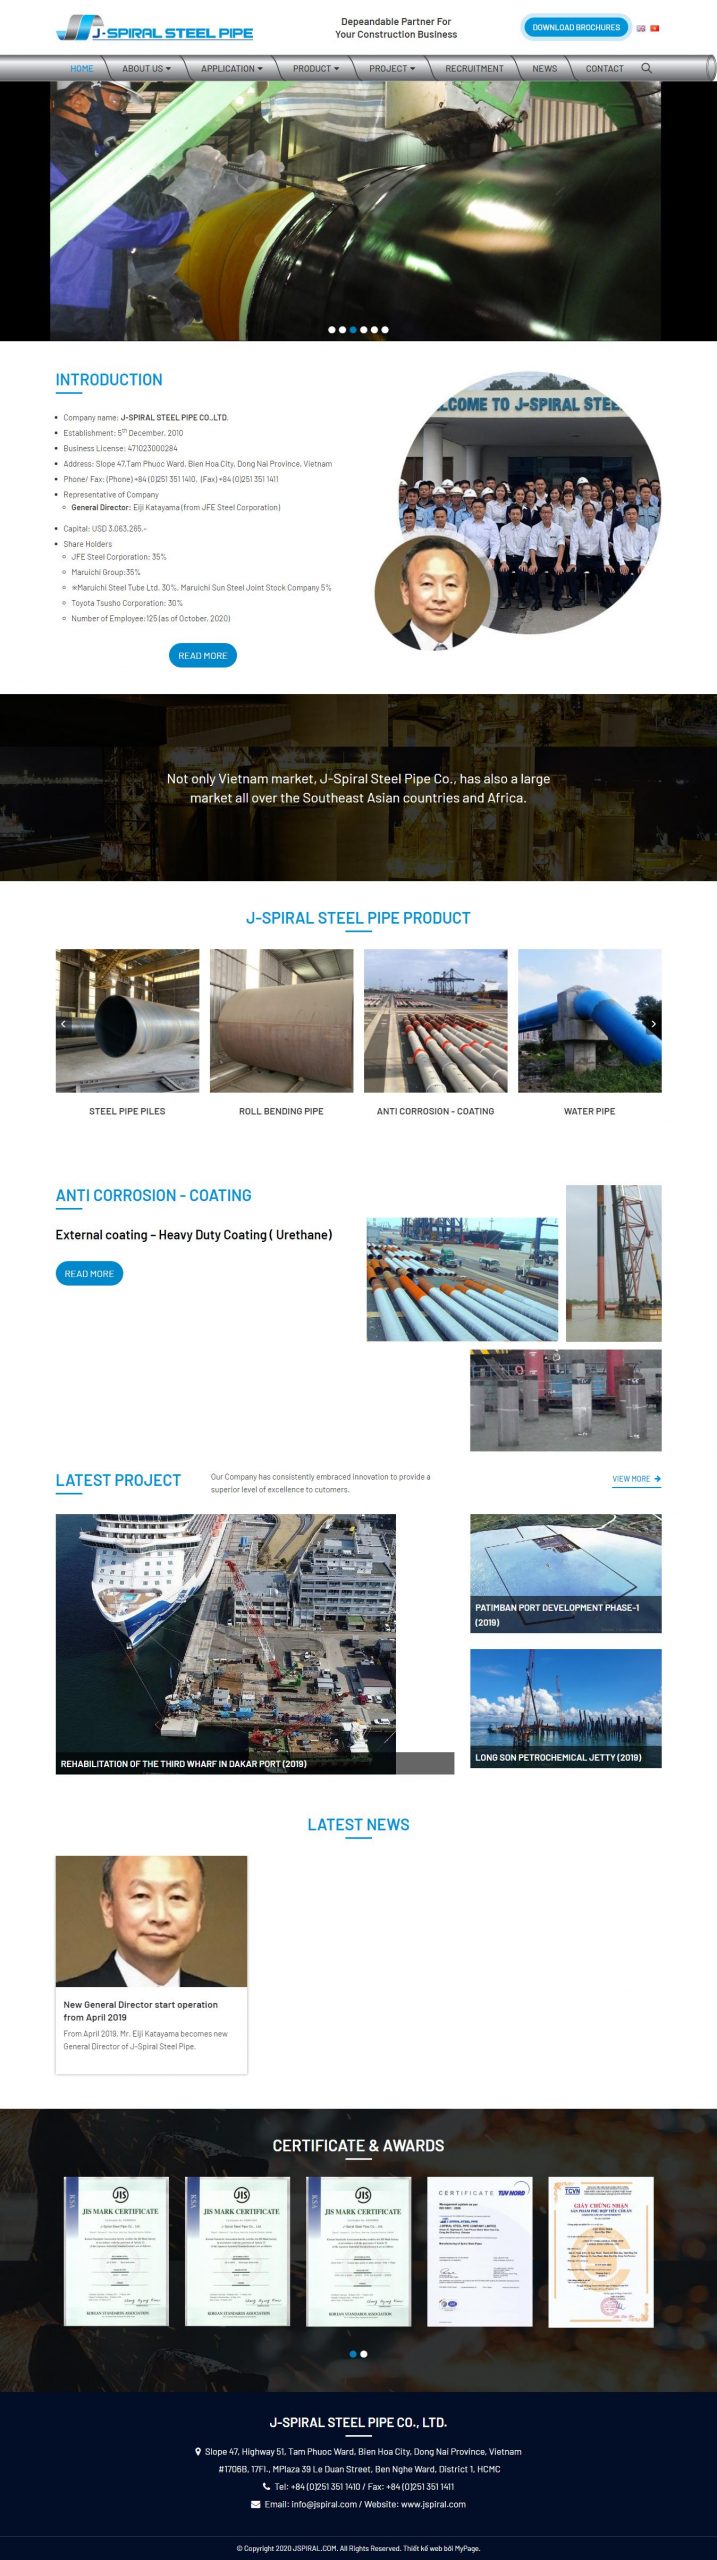 J-SPIRAL STEEL PIPE
Depeandable Partner For
Your Construction Business
DOWNLOAD BROCHURES
HOME
ABOUT US
APPLICATION
PRODUCT
PROJECT
RECRUITMENT
NEWS
CONTACT
INTRODUCTION
Company name: J-SPIRAL STEEL PIPE CO.,LTD.
Establishment: 5th December, 2010
Business License: 471023000284
Address: Slope 47,Tam Phuoc Ward, Bien Hoa City, Dong Nai Province, Vietnam
Phone/ Fax: (Phone) +84 (0)251 351 1410, (Fax) +84 (0)251 351 1411
Representative of Company
General Director: Eiji Katayama (from JFE Steel Corporation)
Capital: USD 3,063,265.-
Share Holders
JFE Steel Corporation: 35%
Maruichi Group:35%
※Maruichi Steel Tube Ltd. 30%, Maruichi Sun Steel Joint Stock Company 5%
Toyota Tsusho Corporation: 30%
Number of Employee:125 (as of October, 2020)
READ MORE
LCOME TO J-SPIRAL STEE
Not only Vietnam market, J-Spiral Steel Pipe Co., has also a large
market all over the Southeast Asian countries and Africa.
J-SPIRAL STEEL PIPE PRODUCT
STEEL PIPE PILES
ROLL BENDING PIPE
ANTI CORROSION - COATING
WATER PIPE
ANTI CORROSION - COATING
External coating – Heavy Duty Coating ( Urethane)
READ MORE
LATEST PROJECT
Our Company has consistently embraced innovation to provide a
superior level of excellence to cutomers.
VIEW MORE
REHABILITATION OF THE THIRD WHARF IN DAKAR PORT (2019)
PATIMBAN PORT DEVELOPMENT PHASE-1
(2019)
LONG SON PETROCHEMICAL JETTY (2019)
LATEST NEWS
New General Director start operation
from April 2019
From April 2019, Mr. Eiji Katayama becomes new
General Director of J-Spiral Steel Pipe.
CERTIFICATE & AWARDS
KSA
JIS
JIS MARK CERTIFICATE
KOREAN STANDARDS ASSOCIATION
KSA
JIS
JIS MARK CERTIFICATE
KOREAN STANDARDS ASSOCIATION
KSA
JIS
JIS MARK CERTIFICATE
KOREAN STANDARDS ASSOCIATION
CERTIFICATE
TUV NORD
TCVN
GIẤY CHỨNG NHẬN
J-SPIRAL STEEL PIPE CO., LTD.
Slope 47, Highway 51, Tam Phuoc Ward, Bien Hoa City, Dong Nai Province, Vietnam
#1706B, 17Fl., MPlaza 39 Le Duan Street, Ben Nghe Ward, District 1, HCMC
Tel: +84 (0)251 351 1410 / Fax: +84 (0)251 351 1411
Email: info@jspiral.com / Website: www.jspiral.com
© Copyright 2020 JSPIRAL.COM. All Rights Reserved. Thiết kế web bởi MyPage.